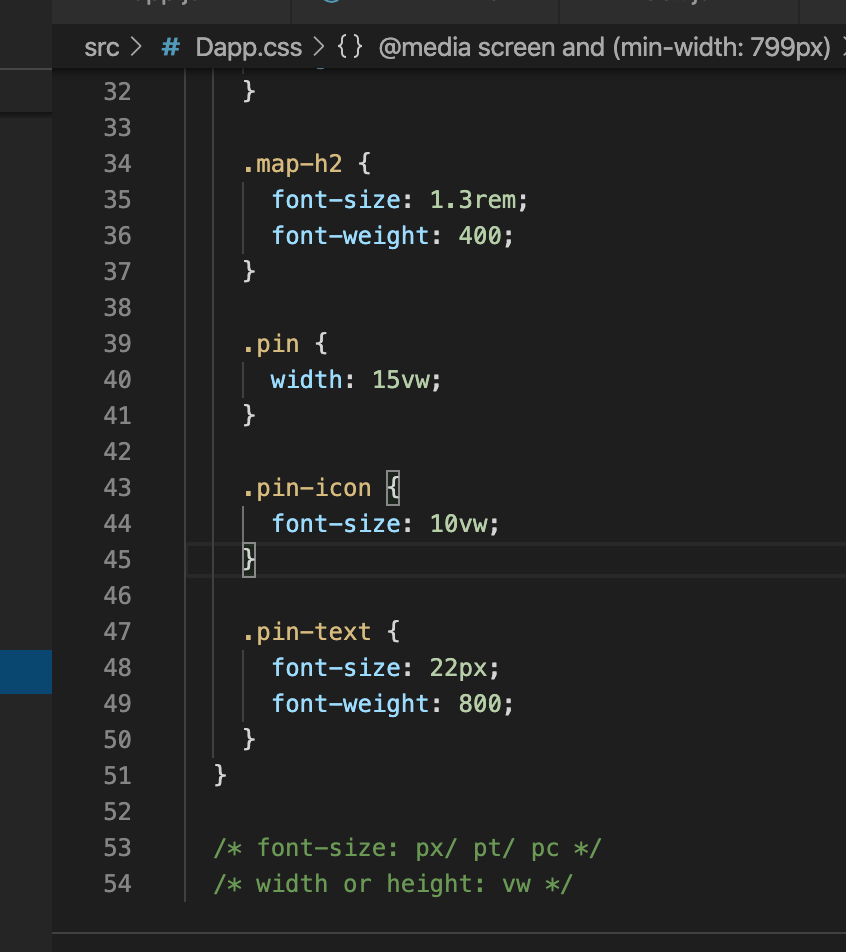 src > # Dapp.css > {} @media screen and (min-width: 799px) >
32 }
33
34 .map-h2 {
35 font-size: 1.3rem;
36 font-weight: 400;
37 }
38
39 .pin {
40 width: 15vw;
41 }
42
43 .pin-icon {
44 font-size: 10vw;
45 }
46
47 .pin-text {
48 font-size: 22px;
49 font-weight: 800;
50 }
51 }
52
53 /* font-size: px/ pt/ pc */
54 /* width or height: vw */